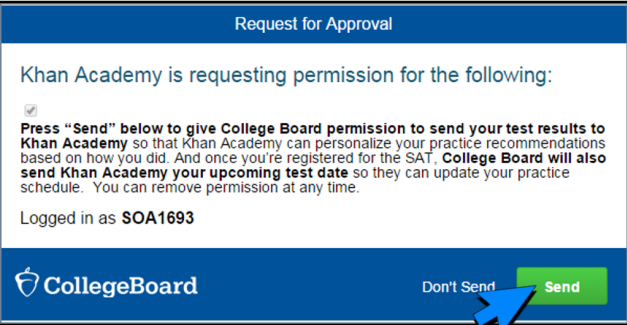 Request for Approval
Khan Academy is requesting permission for the following:
Press “Send” below to give College Board permission to send your test results to
Khan Academy so that Khan Academy can personalize your practice recommendations
based on how you did. And once you're registered for the SAT, College Board will also
send Khan Academy your upcoming test date so they can update your practice
schedule.  You can remove permission at any time.
Logged in as SOA1693
CollegeBoard
Don't Send
Send